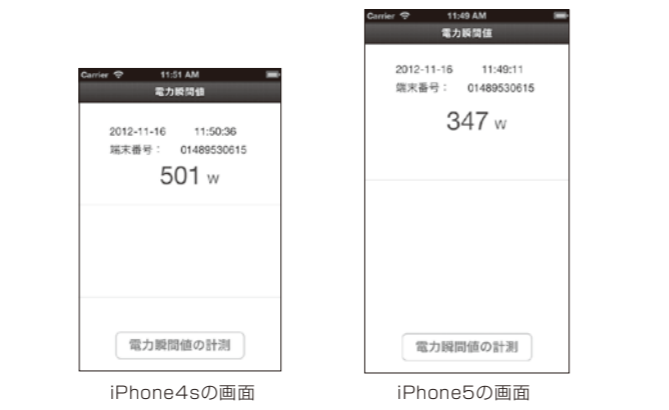 Carrier 11:51 AM
電力瞬間値
2012-11-16 11:50:36
端末番号： 01489530615
501 W
電力瞬間値の計測
iPhone4sの画面
Carrier 11:49 AM
電力瞬間値
2012-11-16 11:49:11
端末番号： 01489530615
347 W
電力瞬間値の計測
iPhone5の画面